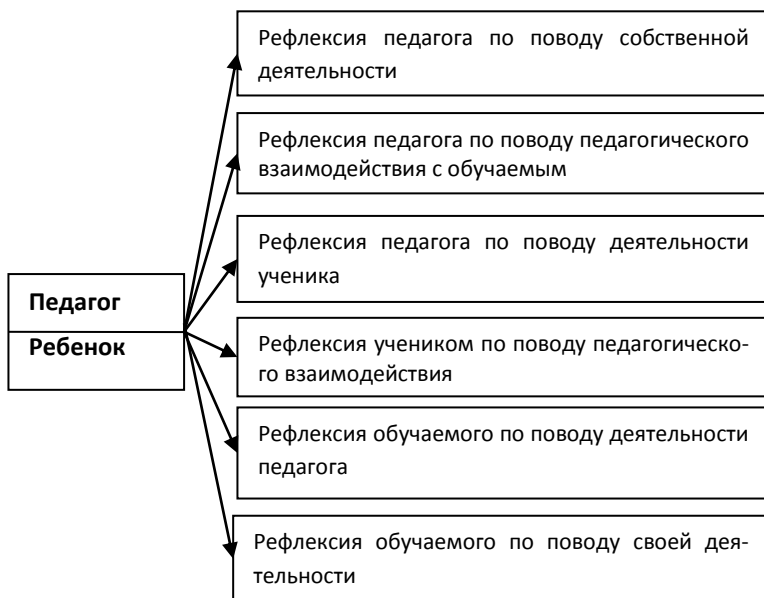 Рефлексия педагога по поводу собственной
деятельности
Рефлексия педагога по поводу педагогического
взаимодействия с обучаемым
Рефлексия педагога по поводу деятельности
ученика
Педагог
Ребенок
Рефлексия учеником по поводу педагогическо-
го взаимодействия
Рефлексия обучаемого по поводу деятельности
педагога
Рефлексия обучаемого по поводу своей дея-
тельности